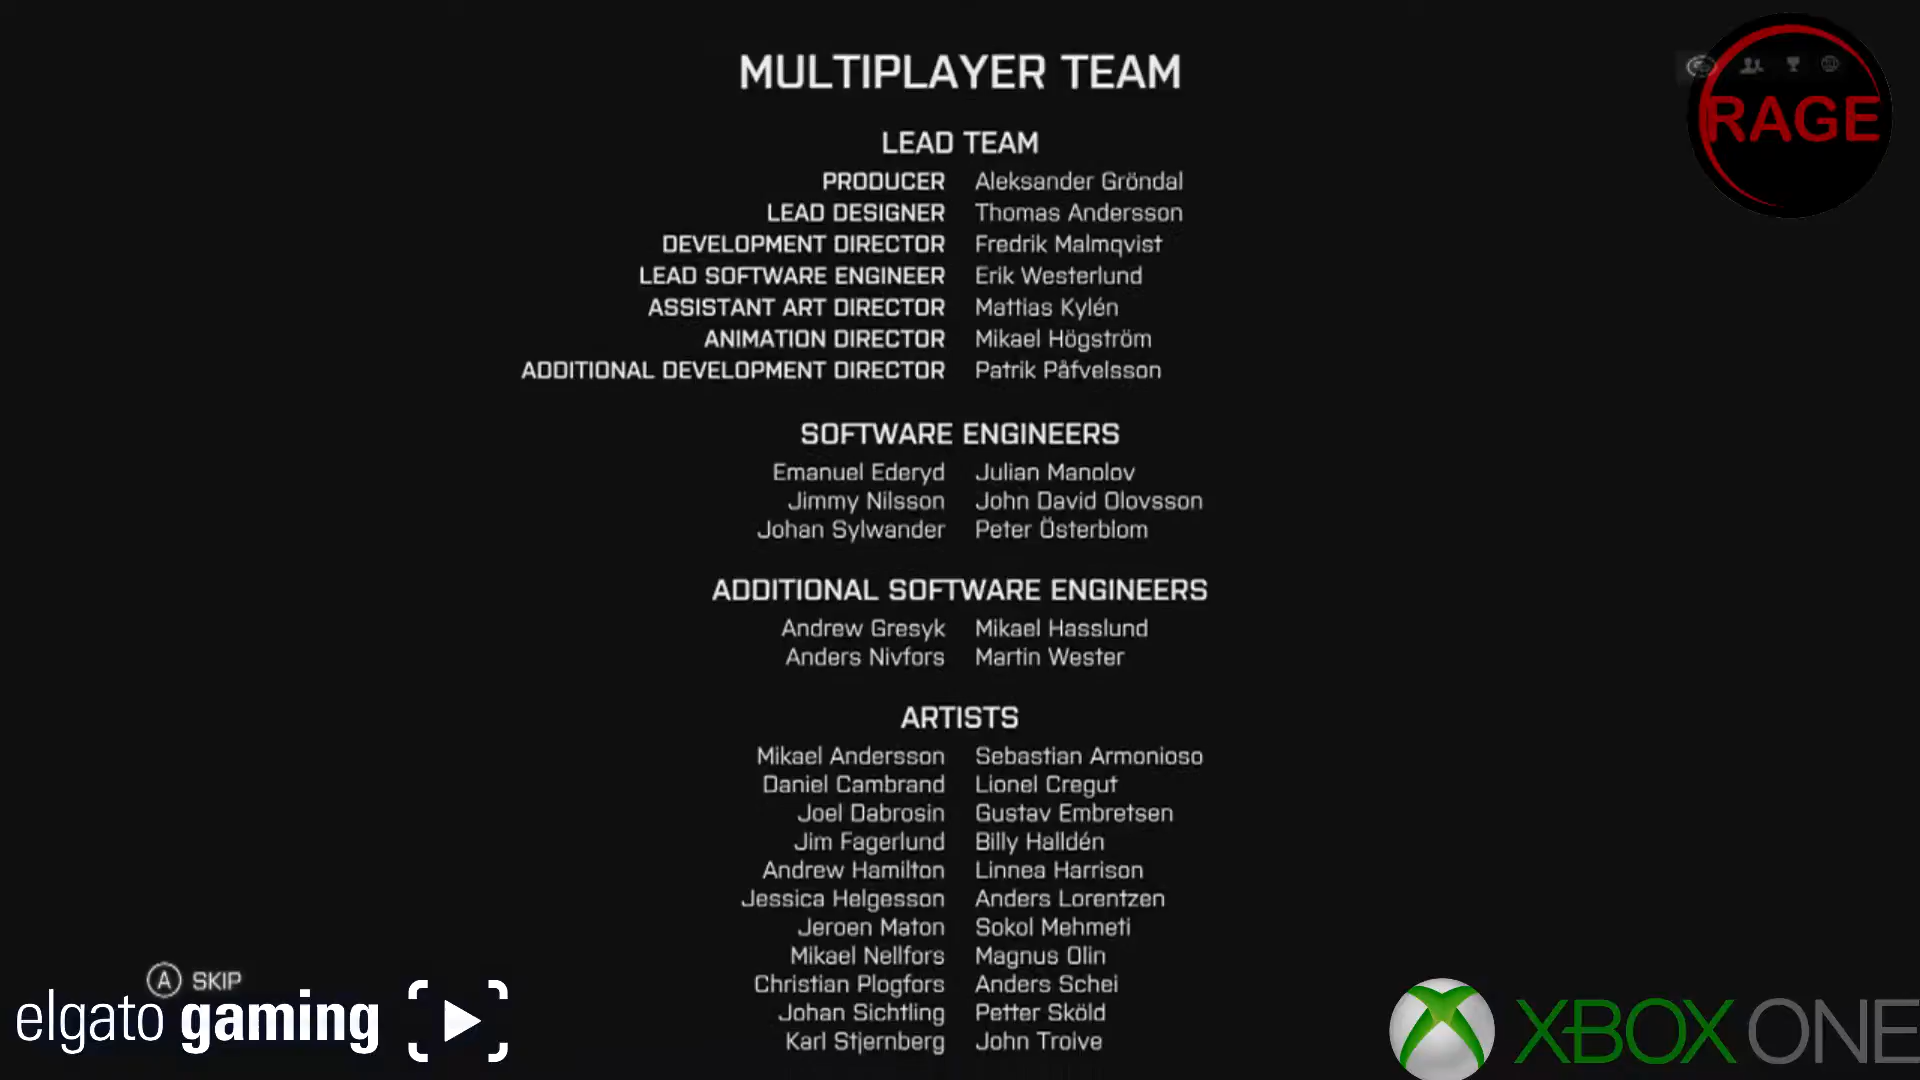 MULTIPLAYER TEAM
RAGE
LEAD TEAM
PRODUCER Aleksander Gröndal
LEAD DESIGNER Thomas Andersson
DEVELOPMENT DIRECTOR Fredrik Malmqvist
LEAD SOFTWARE ENGINEER Erik Westerlund
ASSISTANT ART DIRECTOR Mattias Kylén
ANIMATION DIRECTOR Mikael Högström
ADDITIONAL DEVELOPMENT DIRECTOR Patrik Påfvelsson
SOFTWARE ENGINEERS
Emanuel Ederyd Julian Manolov
Jimmy Nilsson John David Olovsson
Johan Sylwander Peter Österblom
ADDITIONAL SOFTWARE ENGINEERS
Andrew Gresyk Mikael Hasslund
Anders Nivfors Martin Wester
ARTISTS
Mikael Andersson Sebastian Armonioso
Daniel Cambrand Lionel Cregut
Joel Dabrosin Gustav Embretsen
Jim Fagerlund Billy Halldén
Andrew Hamilton Linnea Harrison
Jessica Helgesson Anders Lorentzen
Jeroen Maton Sokol Mehmeti
Mikael Nellfors Magnus Olin
Christian Plogfors Anders Schei
Johan Sichtling Petter Sköld
Karl Stjernberg John Troive
A SKIP
elgato gaming
XBOX ONE